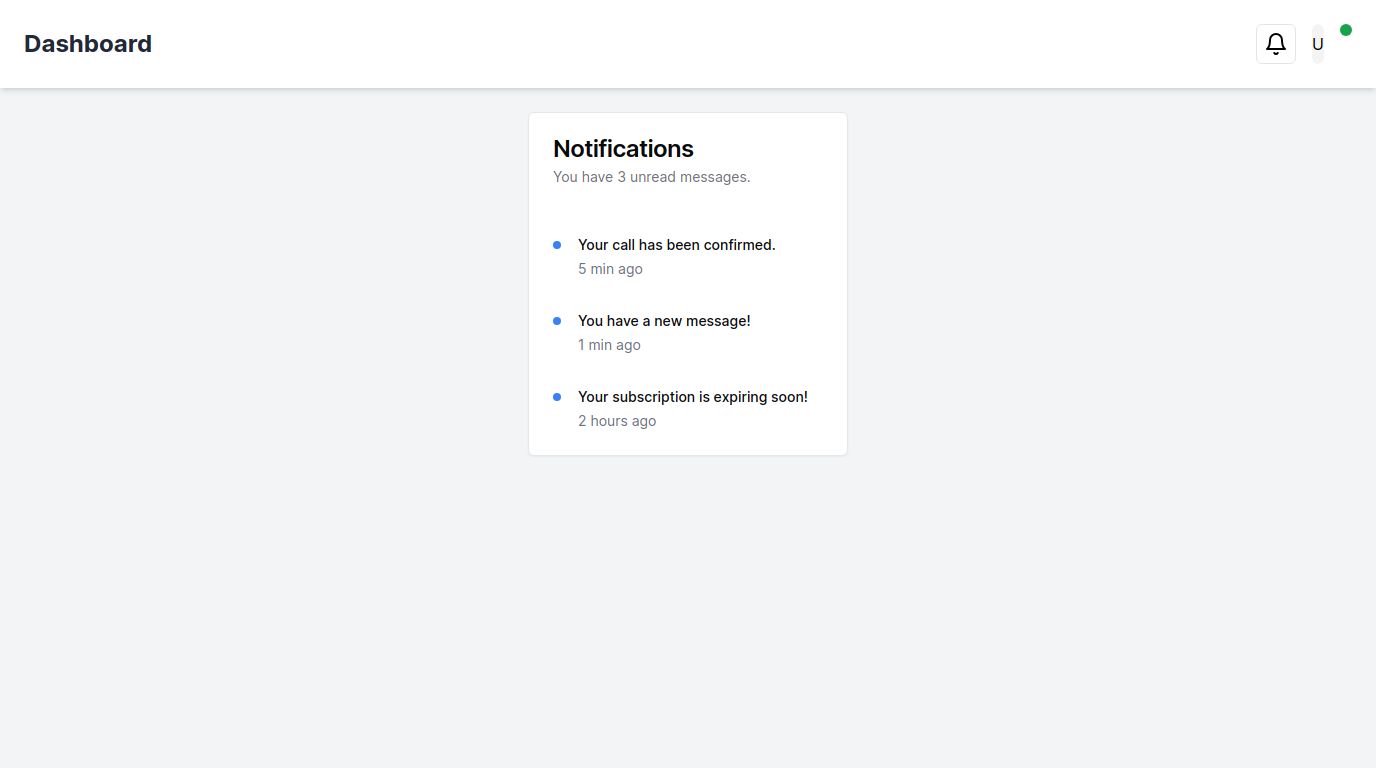 Dashboard
U
Notifications
You have 3 unread messages.
Your call has been confirmed.
5 min ago
You have a new message!
1 min ago
Your subscription is expiring soon!
2 hours ago